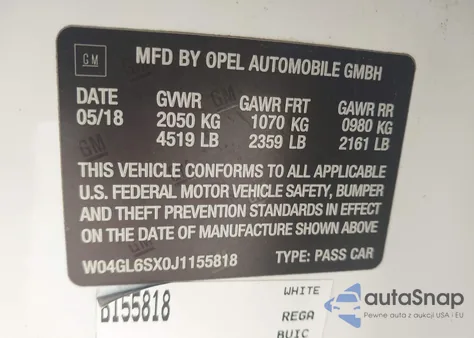 GM MFD BY OPEL AUTOMOBILE GMBH
DATE GVWR GAWR FRT GAWR RR
05/18 2050 KG 1070 KG 0980 KG
4519 LB 2359 LB 2161 LB
THIS VEHICLE CONFORMS TO ALL APPLICABLE
U.S. FEDERAL MOTOR VEHICLE SAFETY, BUMPER
AND THEFT PREVENTION STANDARDS IN EFFECT
ON THE DATE OF MANUFACTURE SHOWN ABOVE
W04GL6SX0J1155818 TYPE: PASS CAR
B155818 WHITE
REGA
BUIC
autoSnap
Pewne auta z USA i Kanady